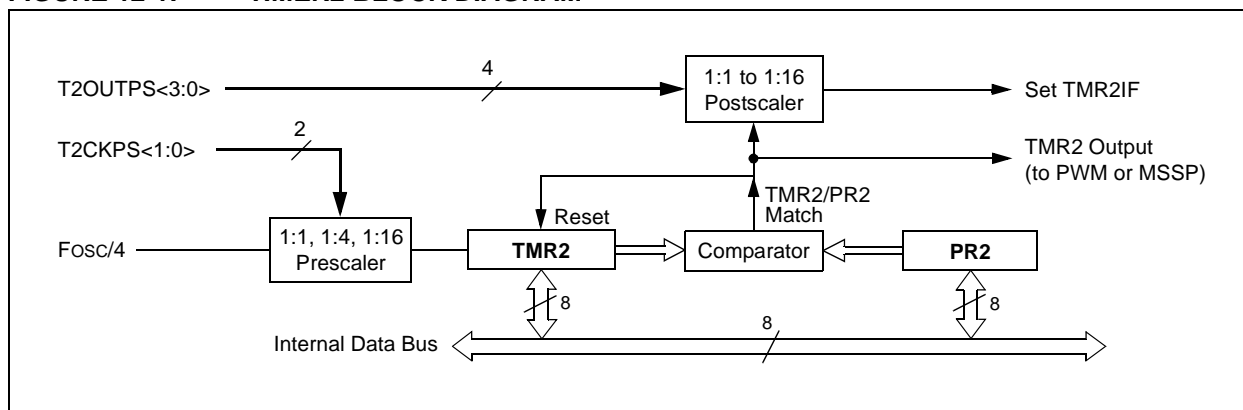 4
1:1 to 1:16
T2OUTPS<3:0>
Postscaler
Set TMR2IF
2
T2CKPS<1:0>
TMR2 Output
(to PWM or MSSP)
TMR2/PR2
Match
Reset
1:1, 1:4, 1:16
Prescaler
FOSC/4
TMR2
Comparator
PR2
8
8
8
Internal Data Bus